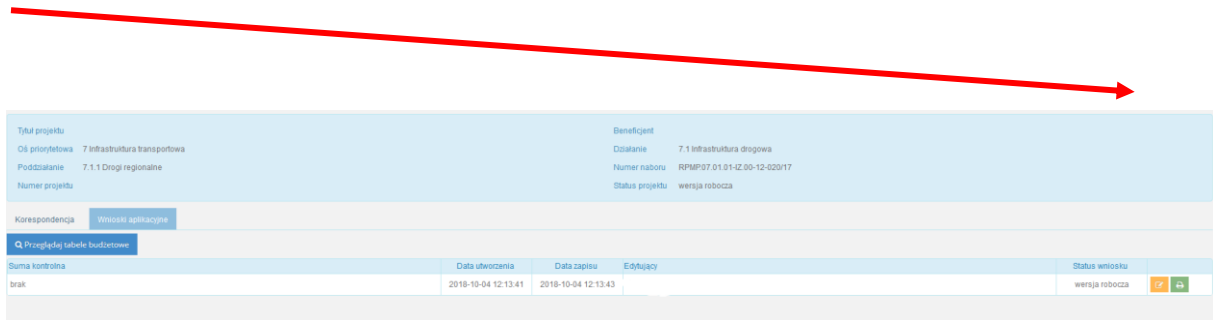 Tytuł projektu Beneficjent
Oś priorytetowa 7 Infrastruktura transportowa Działanie 7.1 Infrastruktura drogowa
Poddziałanie 7.1.1 Drogi regionalne Numer naboru RPMP.07.01.01-IZ.00-12-020/17
Numer projektu Status projektu wersja robocza
Korespondencja Wnioski aplikacyjne
Przeglądaj tabele budżetowe
Suma kontrolna Data utworzenia Data zapisu Edytujący Status wniosku
brak 2018-10-04 12:13:41 2018-10-04 12:13:43 wersja robocza